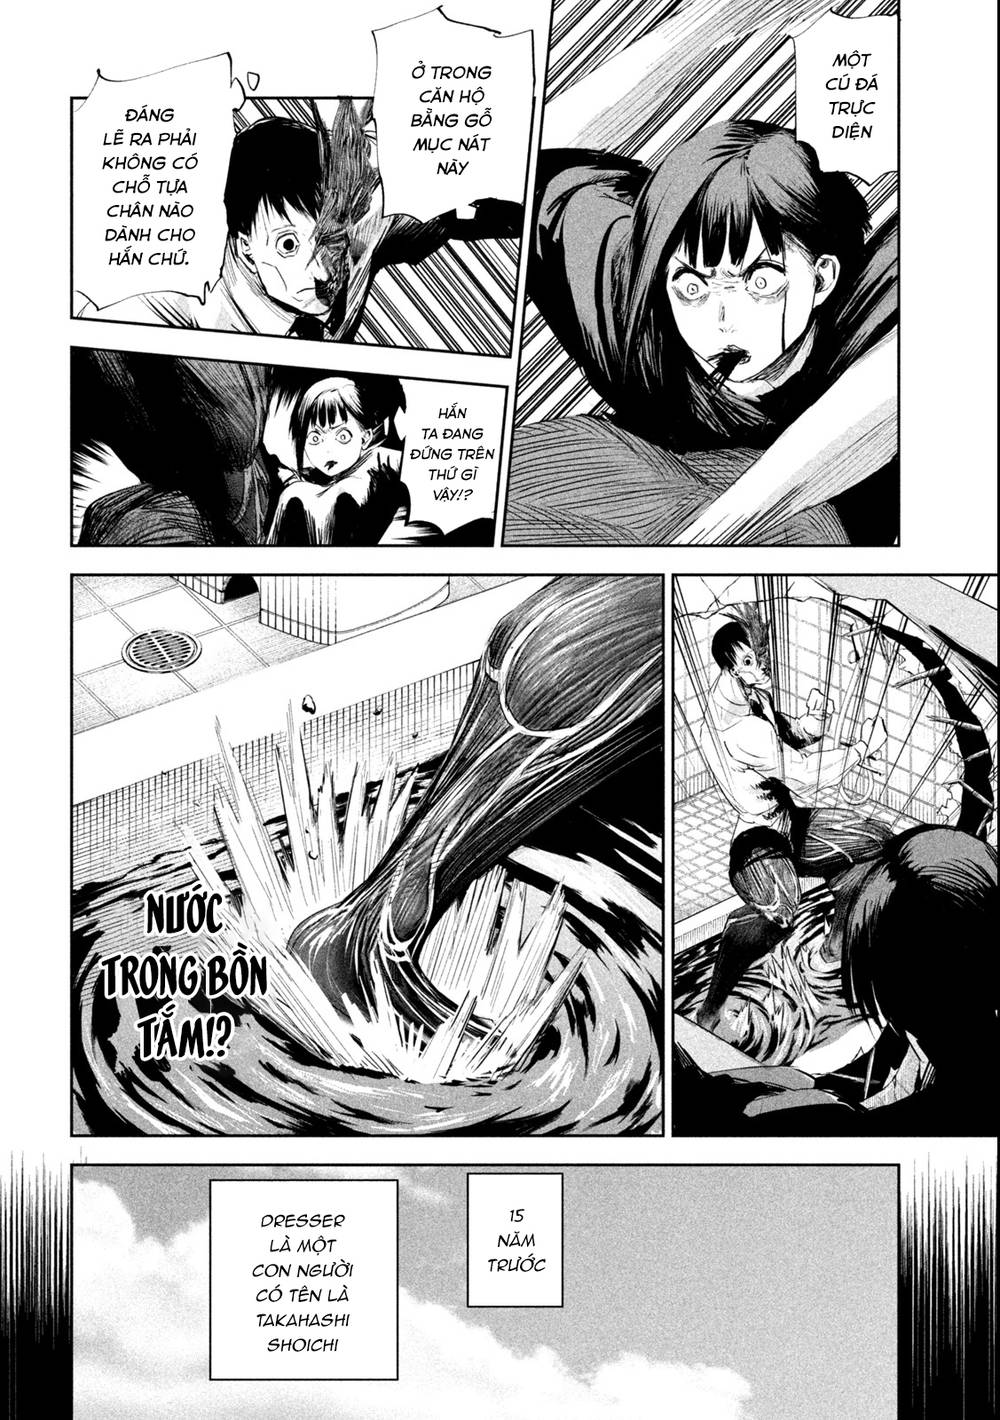 MỘT
CÚ ĐÁ
TRỰC
DIỆN
Ở TRONG
CĂN HỘ
BẰNG GỖ
MỤC NÁT
NÀY
ĐÁNG
LẼ RA PHẢI
KHÔNG CÓ
CHỖ TỰA
CHÂN NÀO
DÀNH CHO
HẮN CHỨ.
HẮN
TA ĐANG
ĐỨNG TRÊN
THỨ GÌ
VẬY!?
NƯỚC
TRONG BỒN
TẮM!?
15
NĂM
TRƯỚC
DRESSER
LÀ MỘT
CON NGƯỜI
CÓ TÊN LÀ
TAKAHASHI
SHOICHI